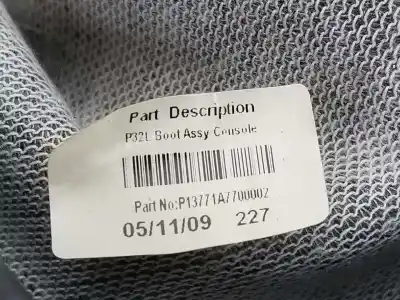 Part Description
P32L Boot Assy Console
Part No:P13771A7700002
05/11/09 227